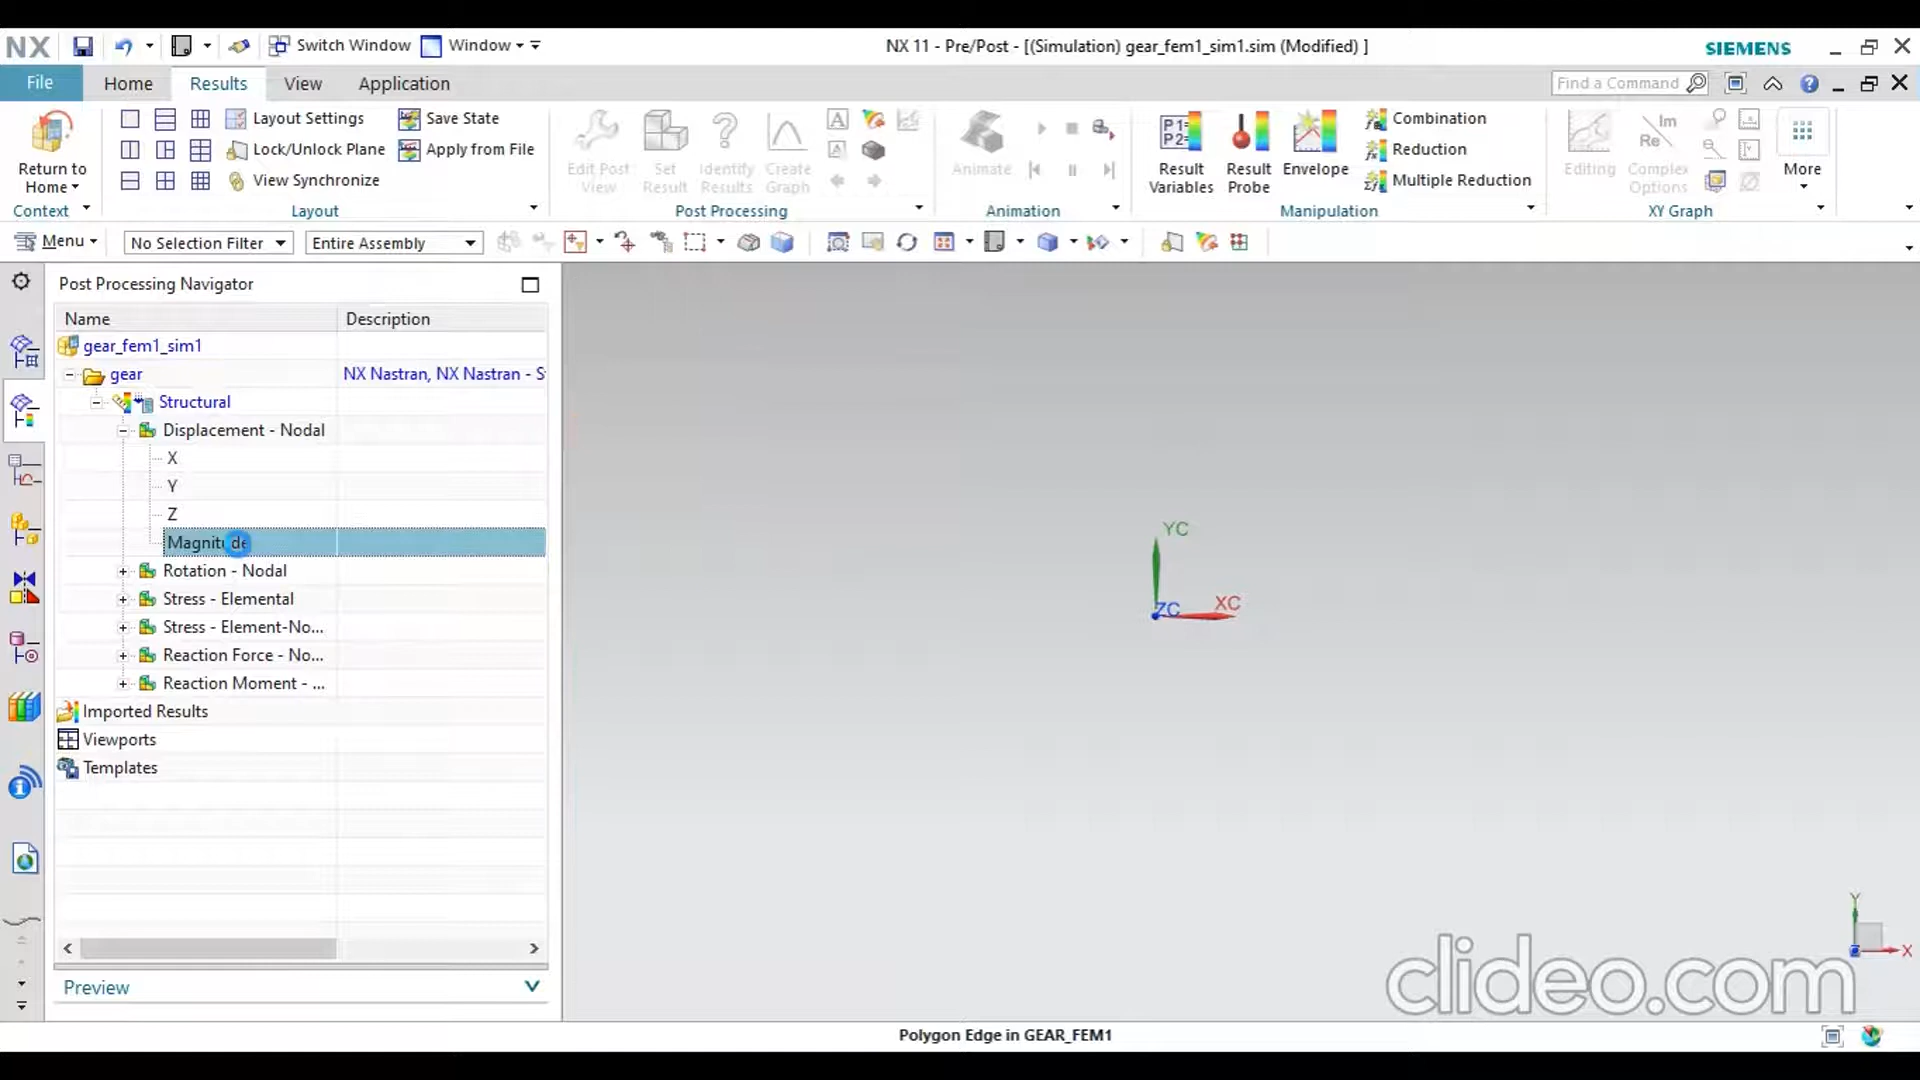 NX
Switch Window
Window
NX 11 - Pre/Post - [(Simulation) gear_fem1_sim1.sim (Modified) ]
SIEMENS
File
Home
Results
View
Application
Find a Command
Return to
Home
Layout Settings
Lock/Unlock Plane
View Synchronize
Save State
Apply from File
Edit Post
View
Set
Result
Identify
Results
Create
Graph
Animate
P1=
P2=
Result
Variables
Result
Probe
Envelope
Combination
Reduction
Multiple Reduction
Editing
Im
Re
Complex
Options
More
Context
Layout
Post Processing
Animation
Manipulation
XY Graph
Menu
No Selection Filter
Entire Assembly
Post Processing Navigator
Name
Description
gear_fem1_sim1
gear
NX Nastran, NX Nastran - S
Structural
Displacement - Nodal
X
Y
Z
Magnitude
Rotation - Nodal
Stress - Elemental
Stress - Element-No...
Reaction Force - No...
Reaction Moment - ...
Imported Results
Viewports
Templates
Preview
YC
ZC
XC
Y
X
clideo.com
Polygon Edge in GEAR_FEM1